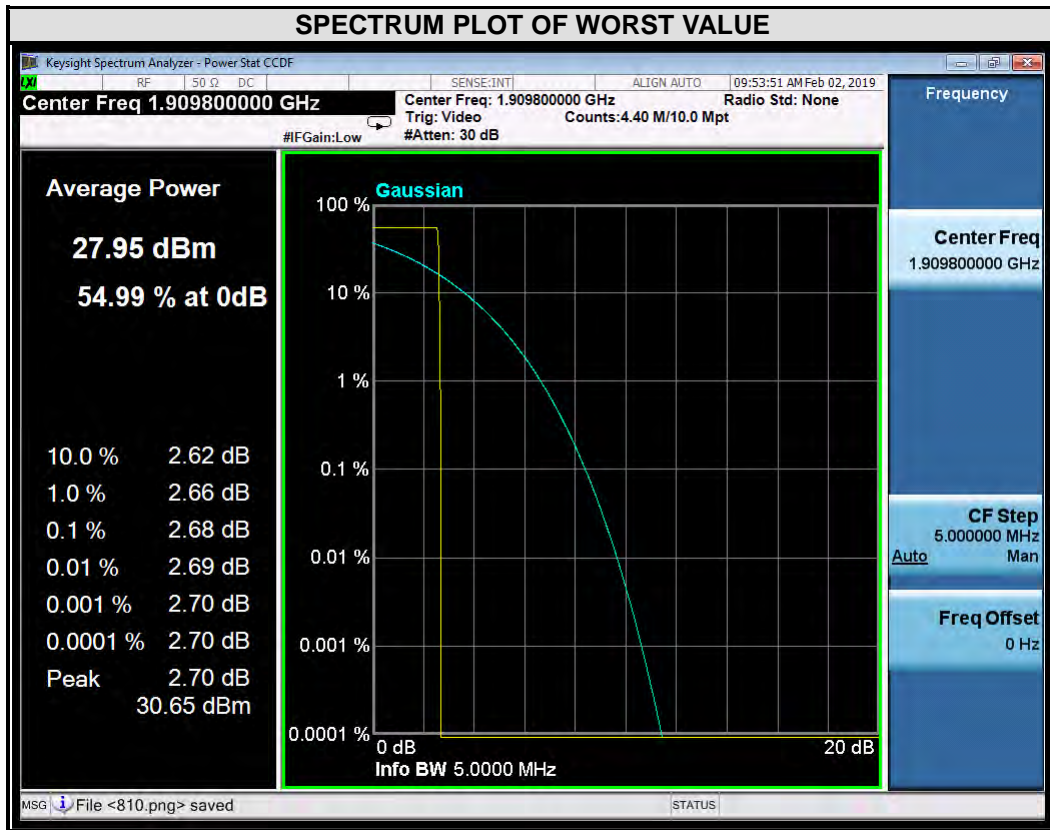 SPECTRUM PLOT OF WORST VALUE
Keysight Spectrum Analyzer - Power Stat CCDF
LXI RF 50 Ω DC SENSE:INT ALIGN AUTO 09:53:51 AM Feb 02, 2019
Center Freq 1.909800000 GHz
Center Freq: 1.909800000 GHz Radio Std: None
Trig: Video Counts:4.40 M/10.0 Mpt
#IFGain:Low #Atten: 30 dB
Frequency
Average Power
27.95 dBm
54.99 % at 0dB
10.0 % 2.62 dB
1.0 % 2.66 dB
0.1 % 2.68 dB
0.01 % 2.69 dB
0.001 % 2.70 dB
0.0001 % 2.70 dB
Peak 2.70 dB
30.65 dBm
Gaussian
100 %
10 %
1 %
0.1 %
0.01 %
0.001 %
0.0001 %
0 dB 20 dB
Info BW 5.0000 MHz
Center Freq
1.909800000 GHz
CF Step
5.000000 MHz
Auto Man
Freq Offset
0 Hz
MSG File <810.png> saved STATUS